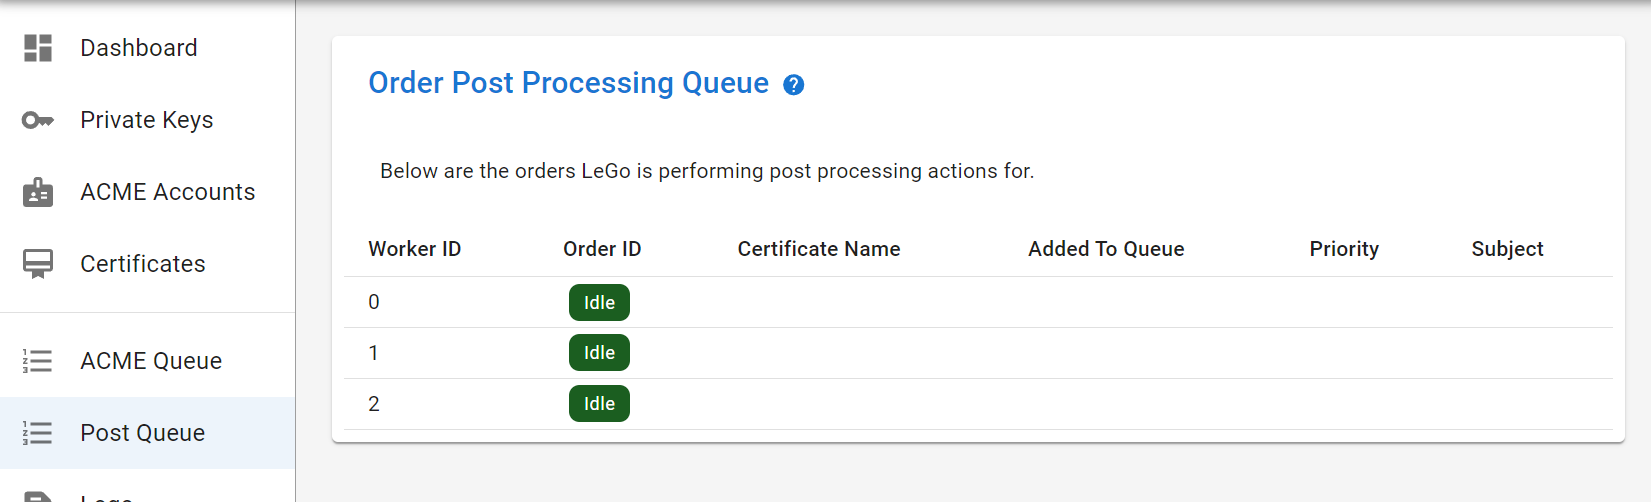 Dashboard
Private Keys
ACME Accounts
Certificates
ACME Queue
Post Queue
Logs
Order Post Processing Queue ?
Below are the orders LeGo is performing post processing actions for.
Worker ID Order ID Certificate Name Added To Queue Priority Subject
0 Idle
1 Idle
2 Idle